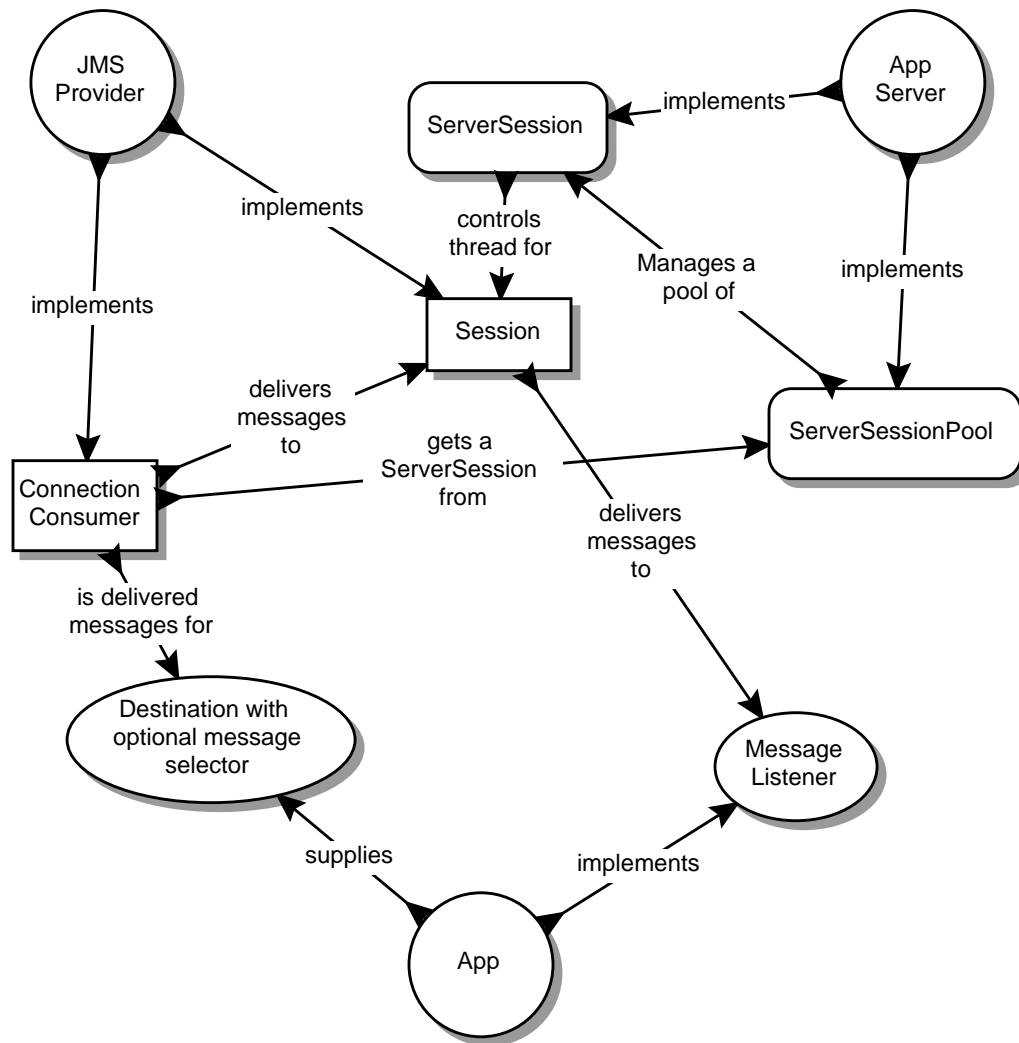 JMS
Provider
App
Server
implements
ServerSession
implements
controls
thread for
Manages a
pool of
implements
implements
Session
delivers
messages
to
gets a
ServerSession
from
ServerSessionPool
Connection
Consumer
delivers
messages
to
is delivered
messages for
Destination with
optional message
selector
Message
Listener
supplies
implements
App